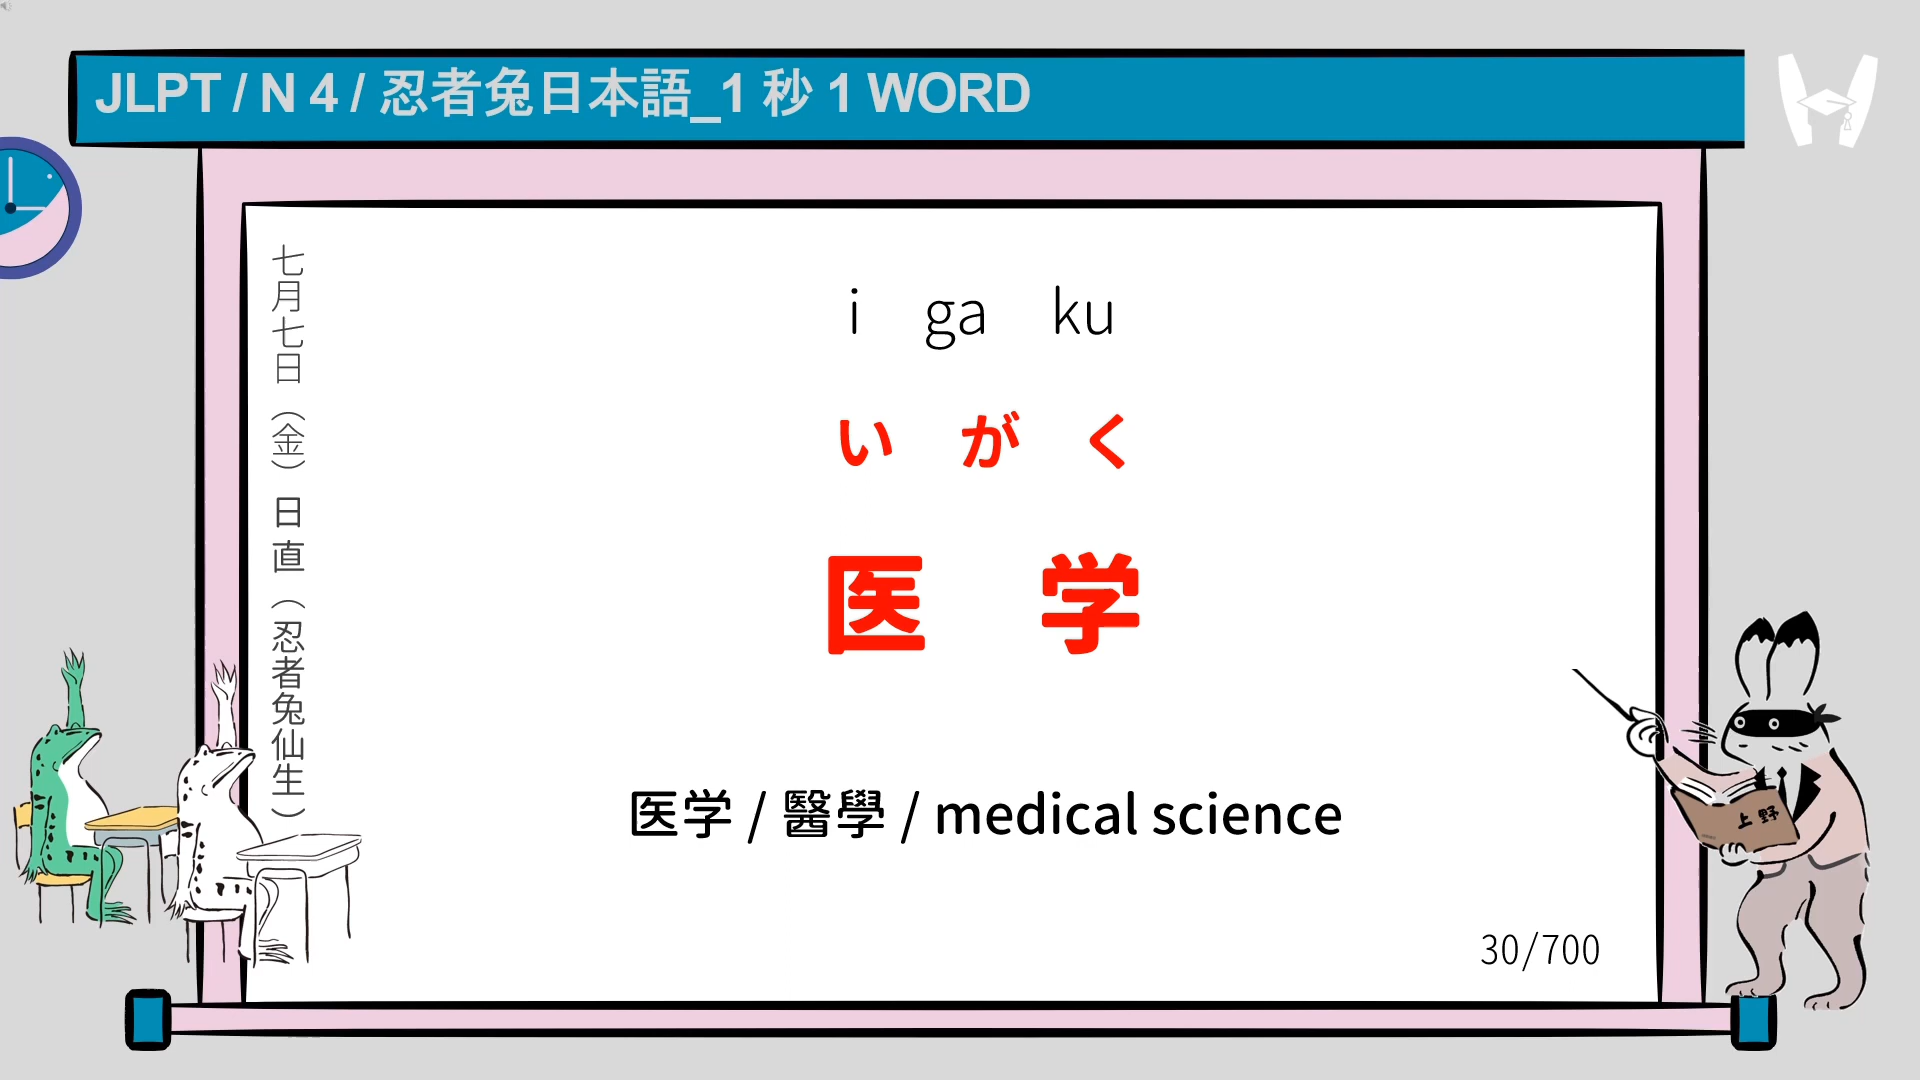 JLPT / N 4 / 忍者兔日本語_1 秒 1 WORD
七月七日（金）日直（忍者兔仙生）
i ga ku
い が く
医 学
医学 / 醫學 / medical science
上野
30/700